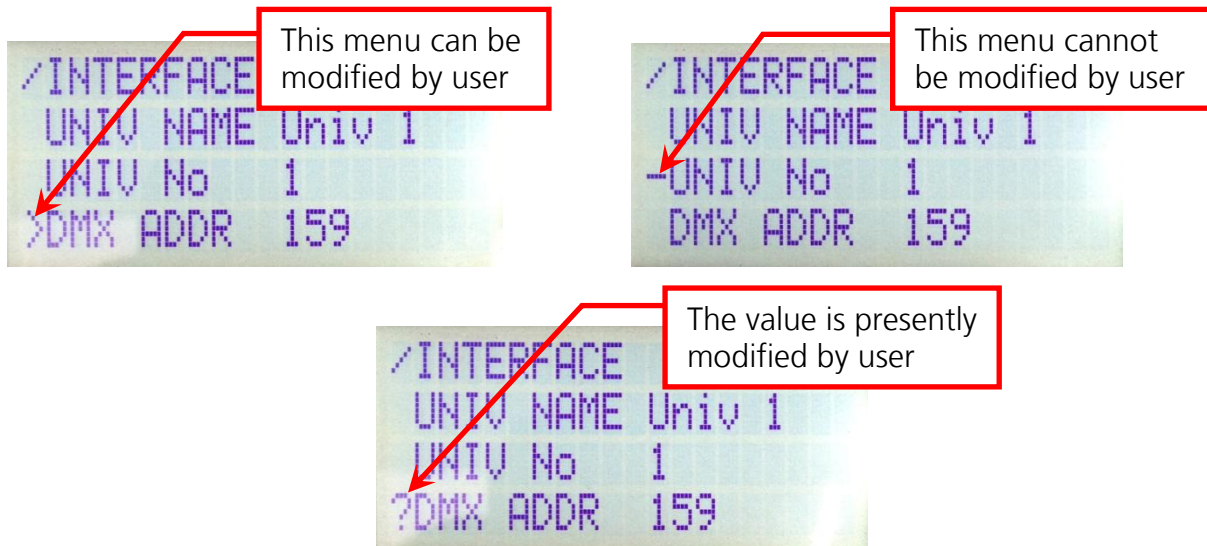 This menu can be
modified by user
/INTERFACE
UNIV NAME Univ 1
UNIV No 1
>DMX ADDR 159
This menu cannot
be modified by user
/INTERFACE
UNIV NAME Univ 1
-UNIV No 1
DMX ADDR 159
The value is presently
modified by user
/INTERFACE
UNIV NAME Univ 1
UNIV No 1
?DMX ADDR 159